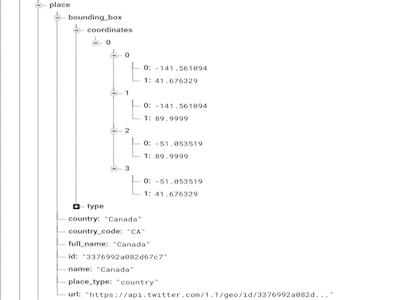 place
bounding_box
coordinates
0
0
0: -141.561094
1: 41.676329
1
0: -141.561094
1: 89.9999
2
0: -51.053519
1: 89.9999
3
0: -51.053519
1: 41.676329
type
country: "Canada"
country_code: "CA"
full_name: "Canada"
id: "3376992a082d67c7"
name: "Canada"
place_type: "country"
url: "https://api.twitter.com/1.1/geo/id/3376992a082d..."